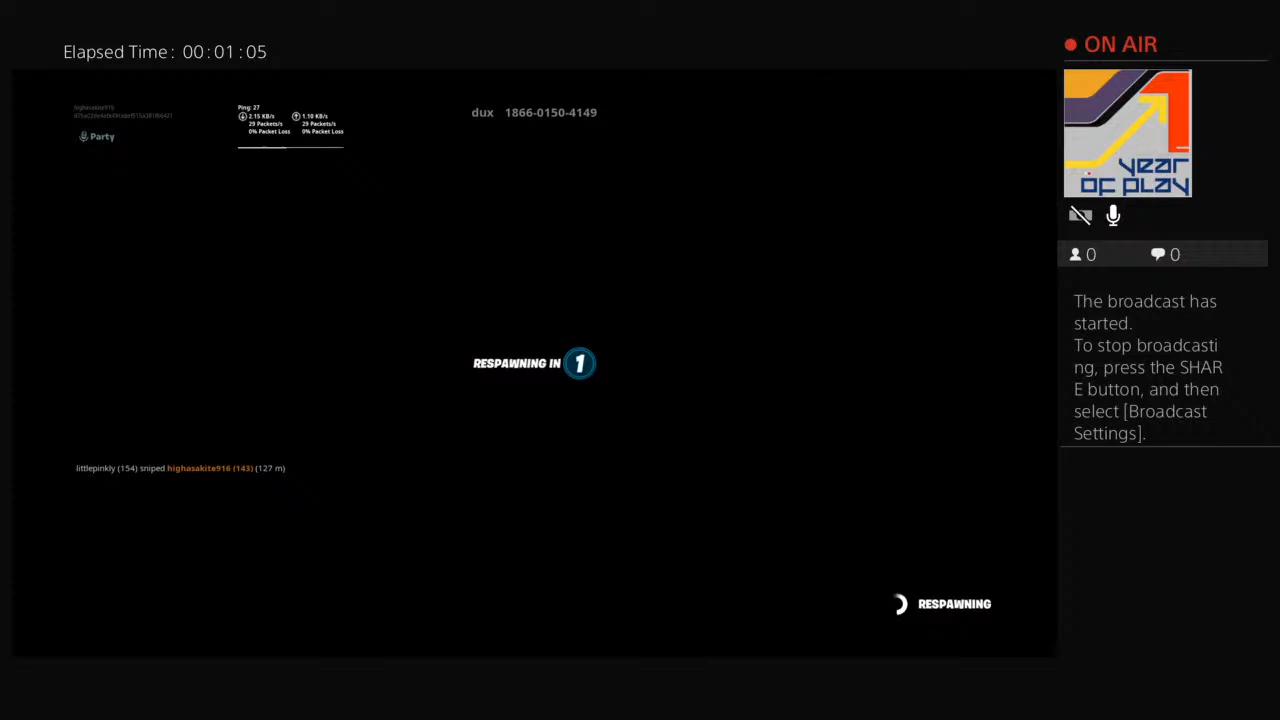 Elapsed Time: 00:01:05
ON AIR
highasakite916
Party
Ping: 27
2.15 KB/s 1.10 KB/s
29 Packets/s 29 Packets/s
0% Packet Loss 0% Packet Loss
dux 1866-0150-4149
year
of play
0 0
The broadcast has
started.
To stop broadcasti
ng, press the SHAR
E button, and then
select [Broadcast
Settings].
RESPAWNING IN 1
littlepinkly (154) sniped highasakite916 (143) (127 m)
RESPAWNING